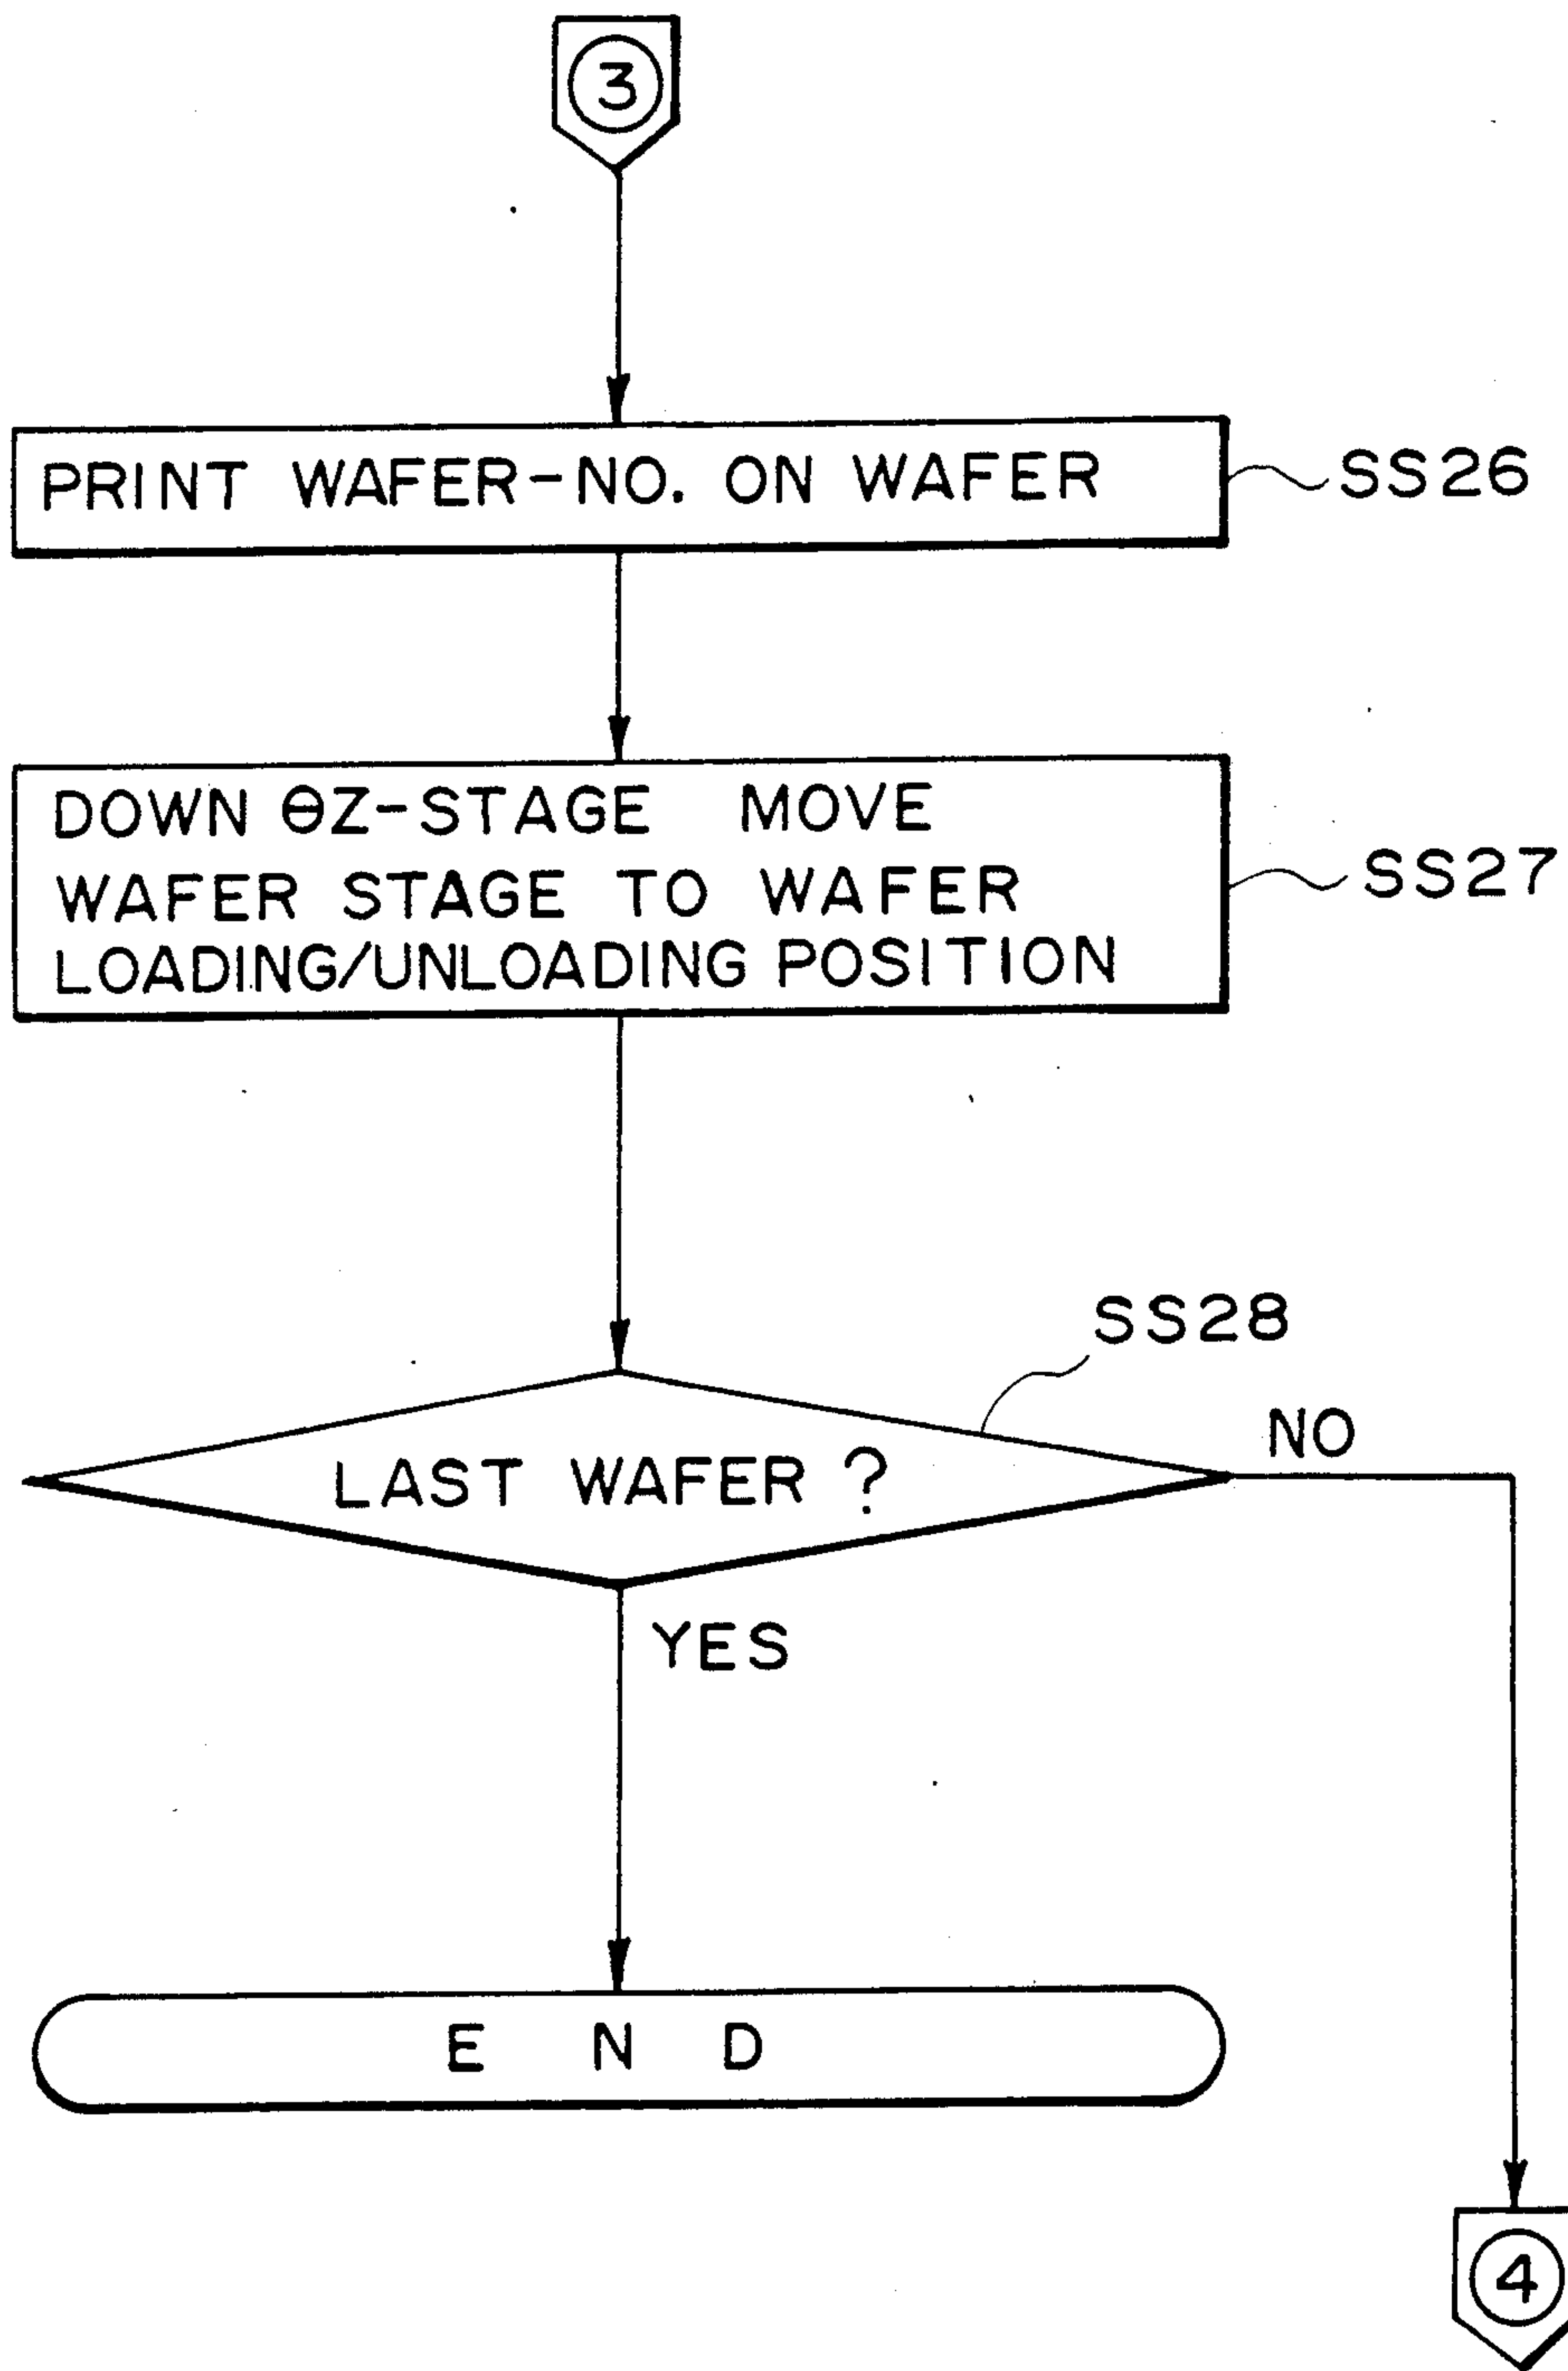 3
PRINT WAFER-NO. ON WAFER
SS26
DOWN ΘZ-STAGE MOVE
WAFER STAGE TO WAFER
LOADING/UNLOADING POSITION
SS27
SS28
LAST WAFER ?
NO
YES
E N D
4